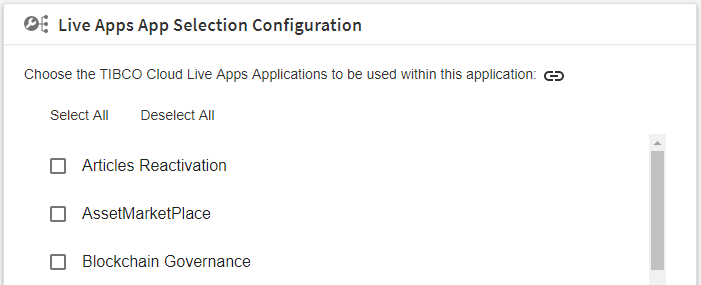 Live Apps App Selection Configuration
Choose the TIBCO Cloud Live Apps Applications to be used within this application:
Select All Deselect All
Articles Reactivation
AssetMarketPlace
Blockchain Governance